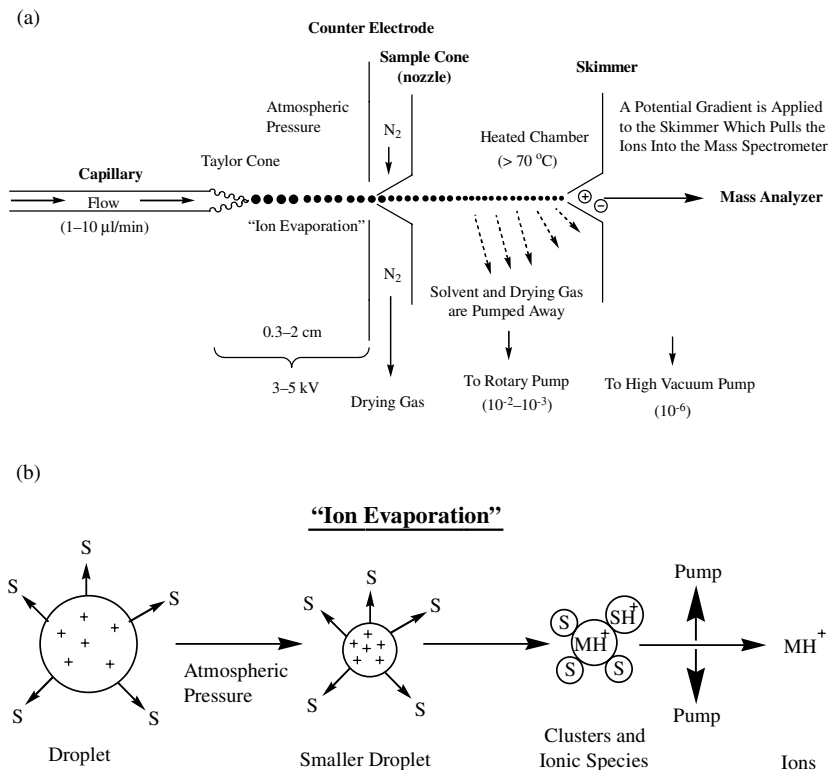 (a)
Counter Electrode
Sample Cone
(nozzle)
Skimmer
Atmospheric
Pressure
N2
Heated Chamber
(> 70 °C)
A Potential Gradient is Applied
to the Skimmer Which Pulls the
Ions Into the Mass Spectrometer
Capillary
Taylor Cone
Flow
(1–10 µl/min)
“Ion Evaporation”
+
−
Mass Analyzer
N2
Solvent and Drying Gas
are Pumped Away
0.3–2 cm
3–5 kV
Drying Gas
To Rotary Pump
(10-2–10-3)
To High Vacuum Pump
(10-6)
(b)
“Ion Evaporation”
S
S
S
S
S
+ + + + + +
Droplet
Atmospheric
Pressure
S
S
S
S
S
+ + + + + +
Smaller Droplet
S
SH+
MH+
S
S
Clusters and
Ionic Species
Pump
Pump
MH+
Ions